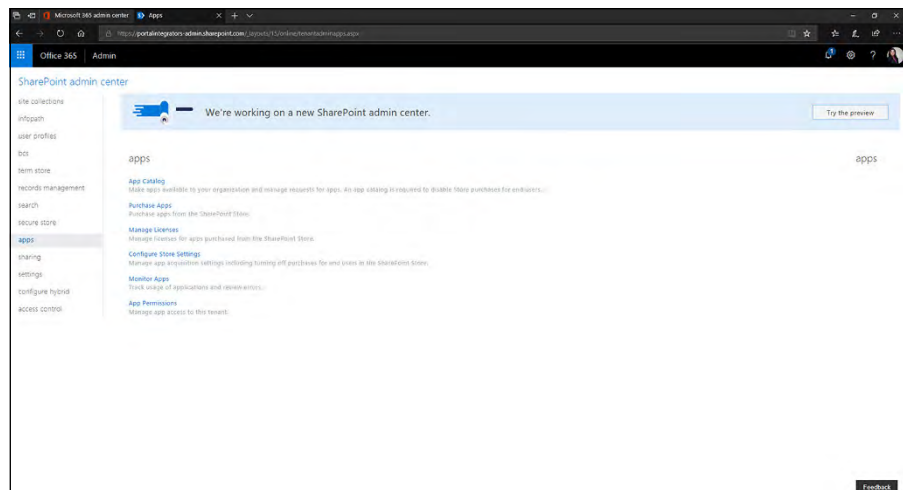 Microsoft 365 admin center
Apps
https://portalintegrators-admin.sharepoint.com/_layouts/15/online/tenantadminapps.aspx
Office 365
Admin
SharePoint admin center
site collections
infopath
user profiles
bcs
term store
records management
search
secure store
apps
sharing
settings
configure hybrid
access control
We're working on a new SharePoint admin center.
Try the preview
apps
apps
App Catalog
Make apps available to your organization and manage requests for apps. An app catalog is required to disable Store purchases for endusers.
Purchase Apps
Purchase apps from the SharePoint Store.
Manage Licenses
Manage licenses for apps purchased from the SharePoint Store.
Configure Store Settings
Manage app acquisition settings including turning off purchases for end users at the SharePoint Store.
Monitor Apps
Track usage of applications and review errors.
App Permissions
Manage app access to this tenant.
Feedback